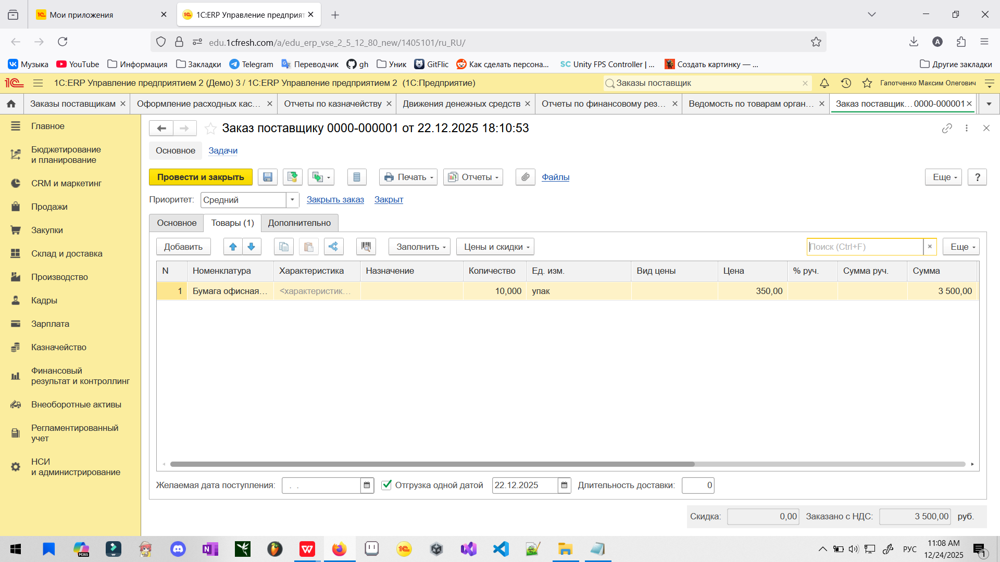 Мои приложения
1С:ERP Управление предприят
edu.1cfresh.com/a/edu_erp_vse_2_5_12_80_new/1405101/ru_RU/
A
Музыка
YouTube
Информация
Закладки
Telegram
Переводчик
gh
Уник
GitFlic
Как сделать персона...
SC Unity FPS Controller | ...
Создать картинку — ...
Другие закладки
1С:ERP Управление предприятием 2 (Демо) 3 / 1С:ERP Управление предприятием 2 (1С:Предприятие)
Заказы поставщик
Гапотченко Максим Олегович
Заказы поставщикам
Оформление расходных кас...
Отчеты по казначейству
Движения денежных средств
Отчеты по финансовому рез...
Ведомость по товарам орган...
Заказ поставщик... 0000-000001
Главное
Бюджетирование
и планирование
CRM и маркетинг
Продажи
Закупки
Склад и доставка
Производство
Кадры
Зарплата
Казначейство
Финансовый
результат и контроллинг
Внеоборотные активы
Регламентированный
учет
НСИ
и администрирование
Заказ поставщику 0000-000001 от 22.12.2025 18:10:53
Основное Задачи
Провести и закрыть Печать Отчеты Файлы Еще ?
Приоритет: Средний Закрыть заказ Закрыт
Основное Товары (1) Дополнительно
Добавить Заполнить Цены и скидки Поиск (Ctrl+F) × Еще
N Номенклатура Характеристика Назначение Количество Ед. изм. Вид цены Цена % руч. Сумма руч. Сумма
1 Бумага офисная... <характеристик... 10,000 упак 350,00 3 500,00
Желаемая дата поступления: . . Отгрузка одной датой 22.12.2025 Длительность доставки: 0
Скидка: 0,00 Заказано с НДС: 3 500,00 руб.
M365
РУС
11:08 AM
12/24/2025
1